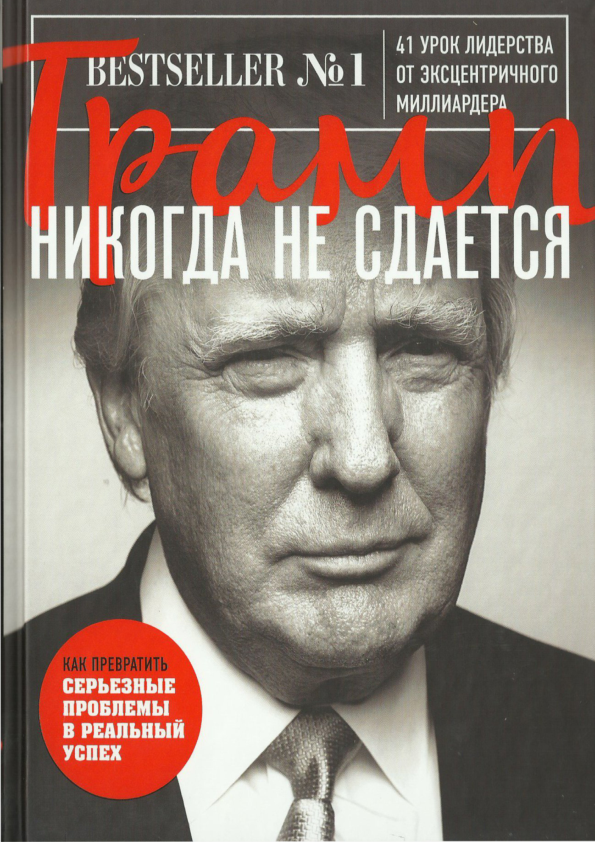 BESTSELLER №1
41 УРОК ЛИДЕРСТВА
ОТ ЭКСЦЕНТРИЧНОГО
МИЛЛИАРДЕРА
Трамп
НИКОГДА НЕ СДАЕТСЯ
КАК ПРЕВРАТИТЬ
СЕРЬЕЗНЫЕ
ПРОБЛЕМЫ
В РЕАЛЬНЫЙ
УСПЕХ